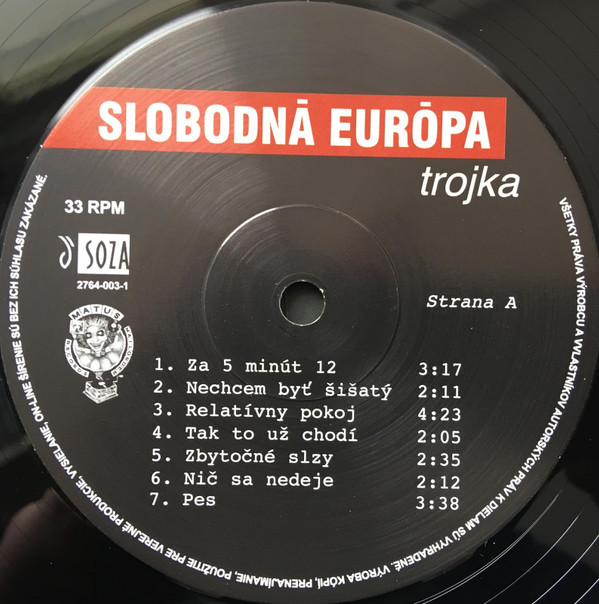 SLOBODNÁ EURÓPA
trojka
33 RPM
SOZA
2764-003-1
MATUS
Strana A
1. Za 5 minút 12 3:17
2. Nechcem byť šišatý 2:11
3. Relatívny pokoj 4:23
4. Tak to už chodí 2:05
5. Zbytočné slzy 2:35
6. Nič sa nedeje 2:12
7. Pes 3:38
VŠETKY PRÁVA VÝROBCU A VLASTNÍKOV AUTORSKÝCH PRÁV K DIELAM SÚ VYHRADENÉ. VÝROBA KÓPIÍ, PRENAJÍMANIE, POUŽITIE PRE VEREJNÉ PRODUKCIE, VYSIELANIE, ON-LINE ŠÍRENIE SÚ BEZ ICH SÚHLASU ZAKÁZANÉ.